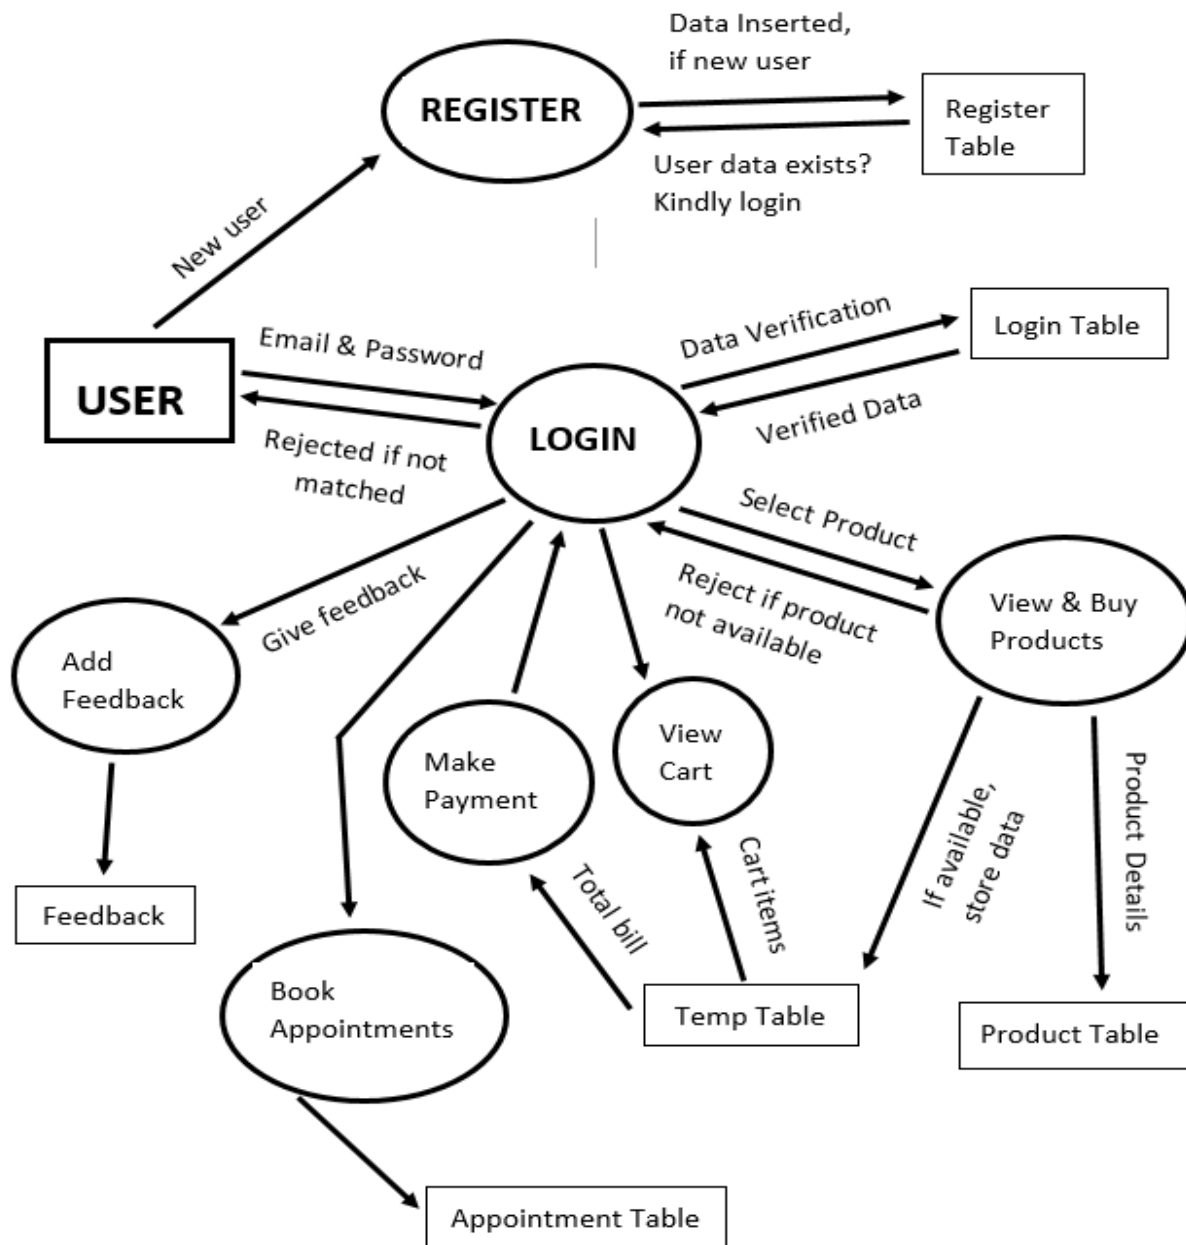 Data Inserted,
if new user
REGISTER
Register
Table
User data exists?
Kindly login
New user
Data Verification
Login Table
Email & Password
USER
Verified Data
LOGIN
Rejected if not
matched
Select Product
Give feedback
Reject if product
not available
View & Buy
Products
Add
Feedback
View
Cart
Make
Payment
Product Details
If available,
store data
Cart items
Total bill
Feedback
Book
Appointments
Temp Table
Product Table
Appointment Table